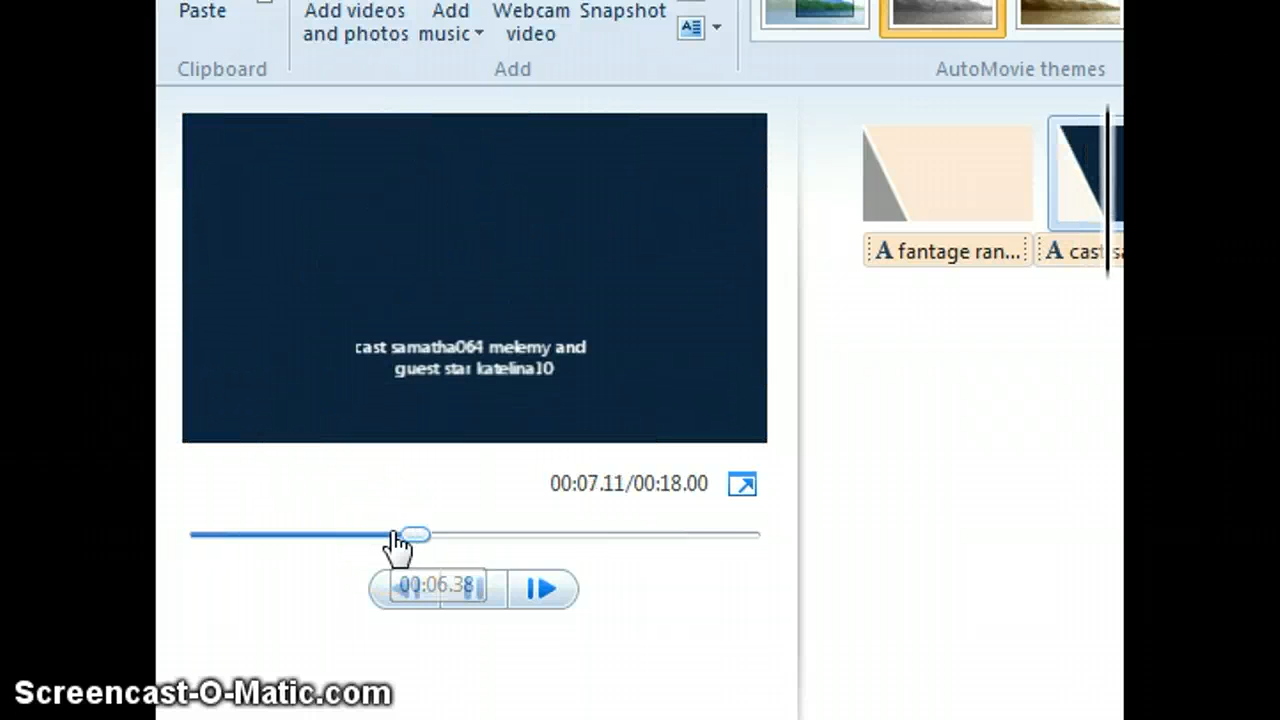 Paste
Add videos
and photos
Add
music
Webcam
video
Snapshot
A
Clipboard
Add
AutoMovie themes
A fantage ran...
A cast sa
cast samatha064 melemy and
guest star katelina10
00:07.11/00:18.00
00:06.38
Screencast-O-Matic.com